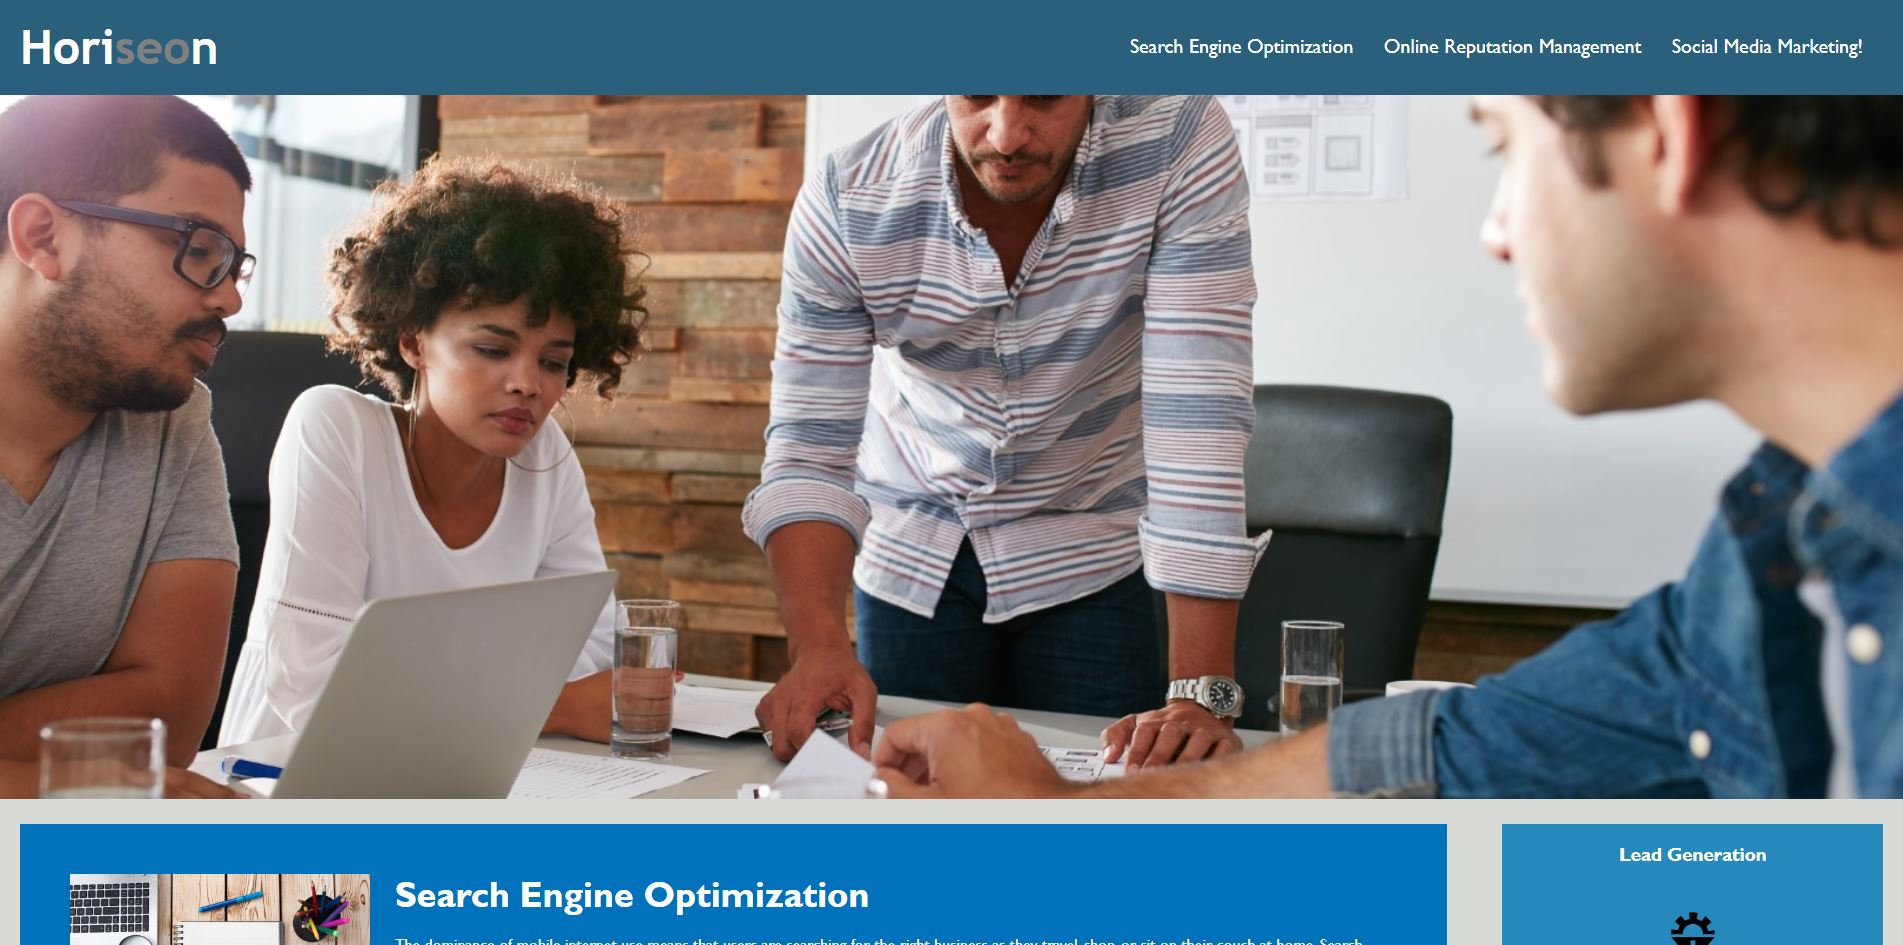 Horiseon
Search Engine Optimization
Online Reputation Management
Social Media Marketing!
Search Engine Optimization
The dominance of mobile internet use means that users are searching for the right business as they travel, shop, or sit on their couch at home. Search
Lead Generation